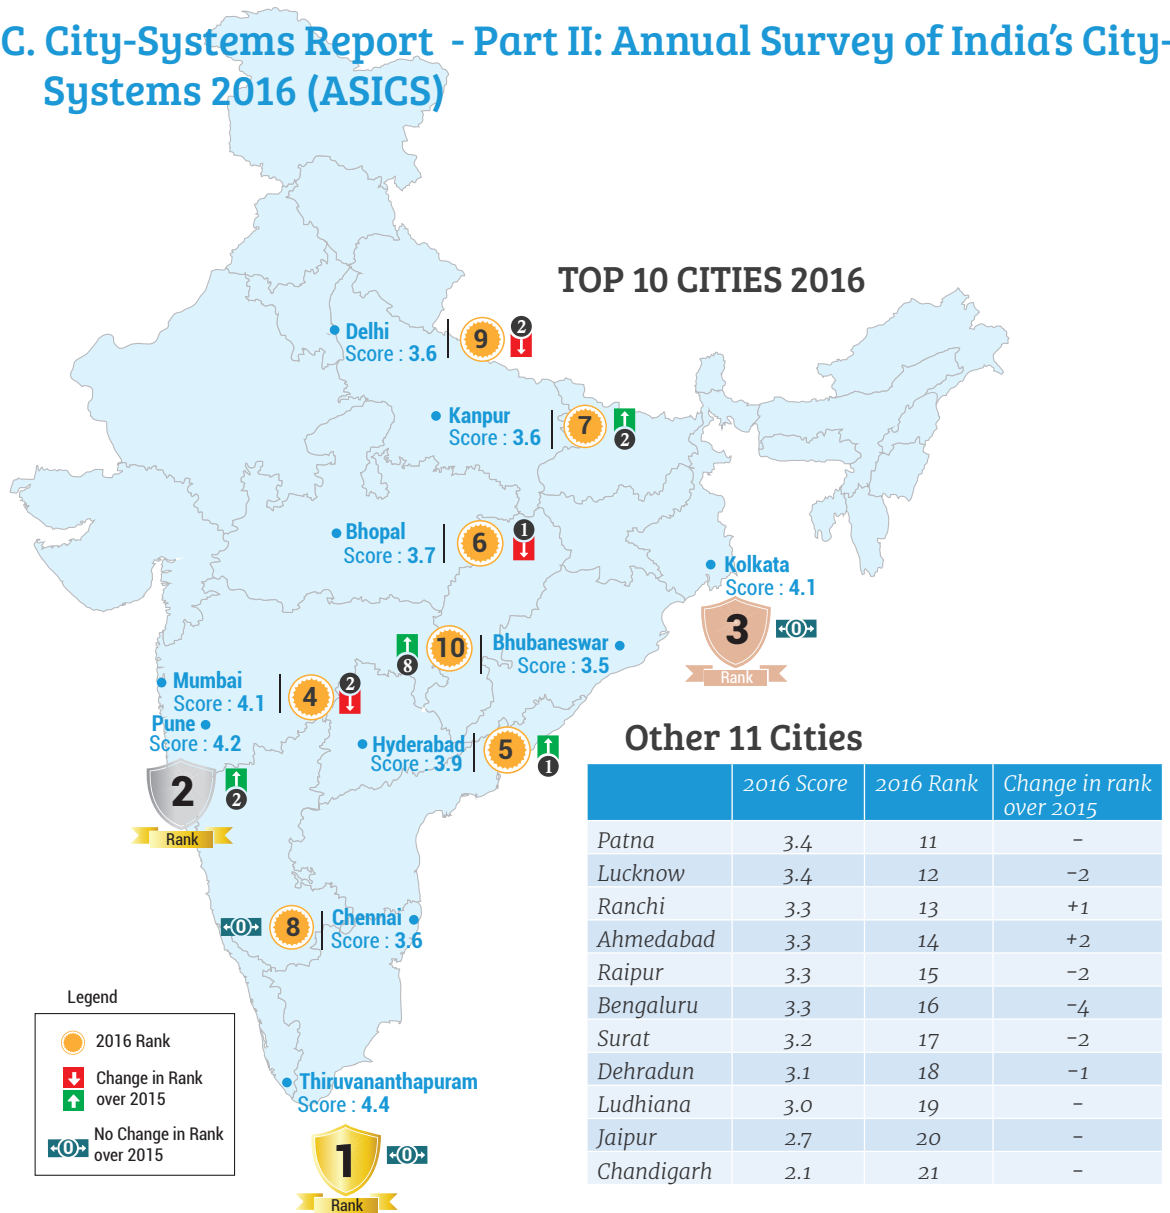 C. City-Systems Report - Part II: Annual Survey of India's City-
Systems 2016 (ASICS)
TOP 10 CITIES 2016
Delhi
Score : 3.6
9
2
Kanpur
Score : 3.6
7
2
Bhopal
Score : 3.7
6
1
Kolkata
Score : 4.1
3
0
Rank
Bhubaneswar
Score : 3.5
10
8
Mumbai
Score : 4.1
4
2
Pune
Score : 4.2
2
2
Rank
Hyderabad
Score : 3.9
5
1
Chennai
Score : 3.6
8
0
Thiruvananthapuram
Score : 4.4
1
0
Rank
Legend
2016 Rank
Change in Rank
over 2015
No Change in Rank
over 2015
0
Other 11 Cities
2016 Score 2016 Rank Change in rank
over 2015
Patna 3.4 11 -
Lucknow 3.4 12 -2
Ranchi 3.3 13 +1
Ahmedabad 3.3 14 +2
Raipur 3.3 15 -2
Bengaluru 3.3 16 -4
Surat 3.2 17 -2
Dehradun 3.1 18 -1
Ludhiana 3.0 19 -
Jaipur 2.7 20 -
Chandigarh 2.1 21 -